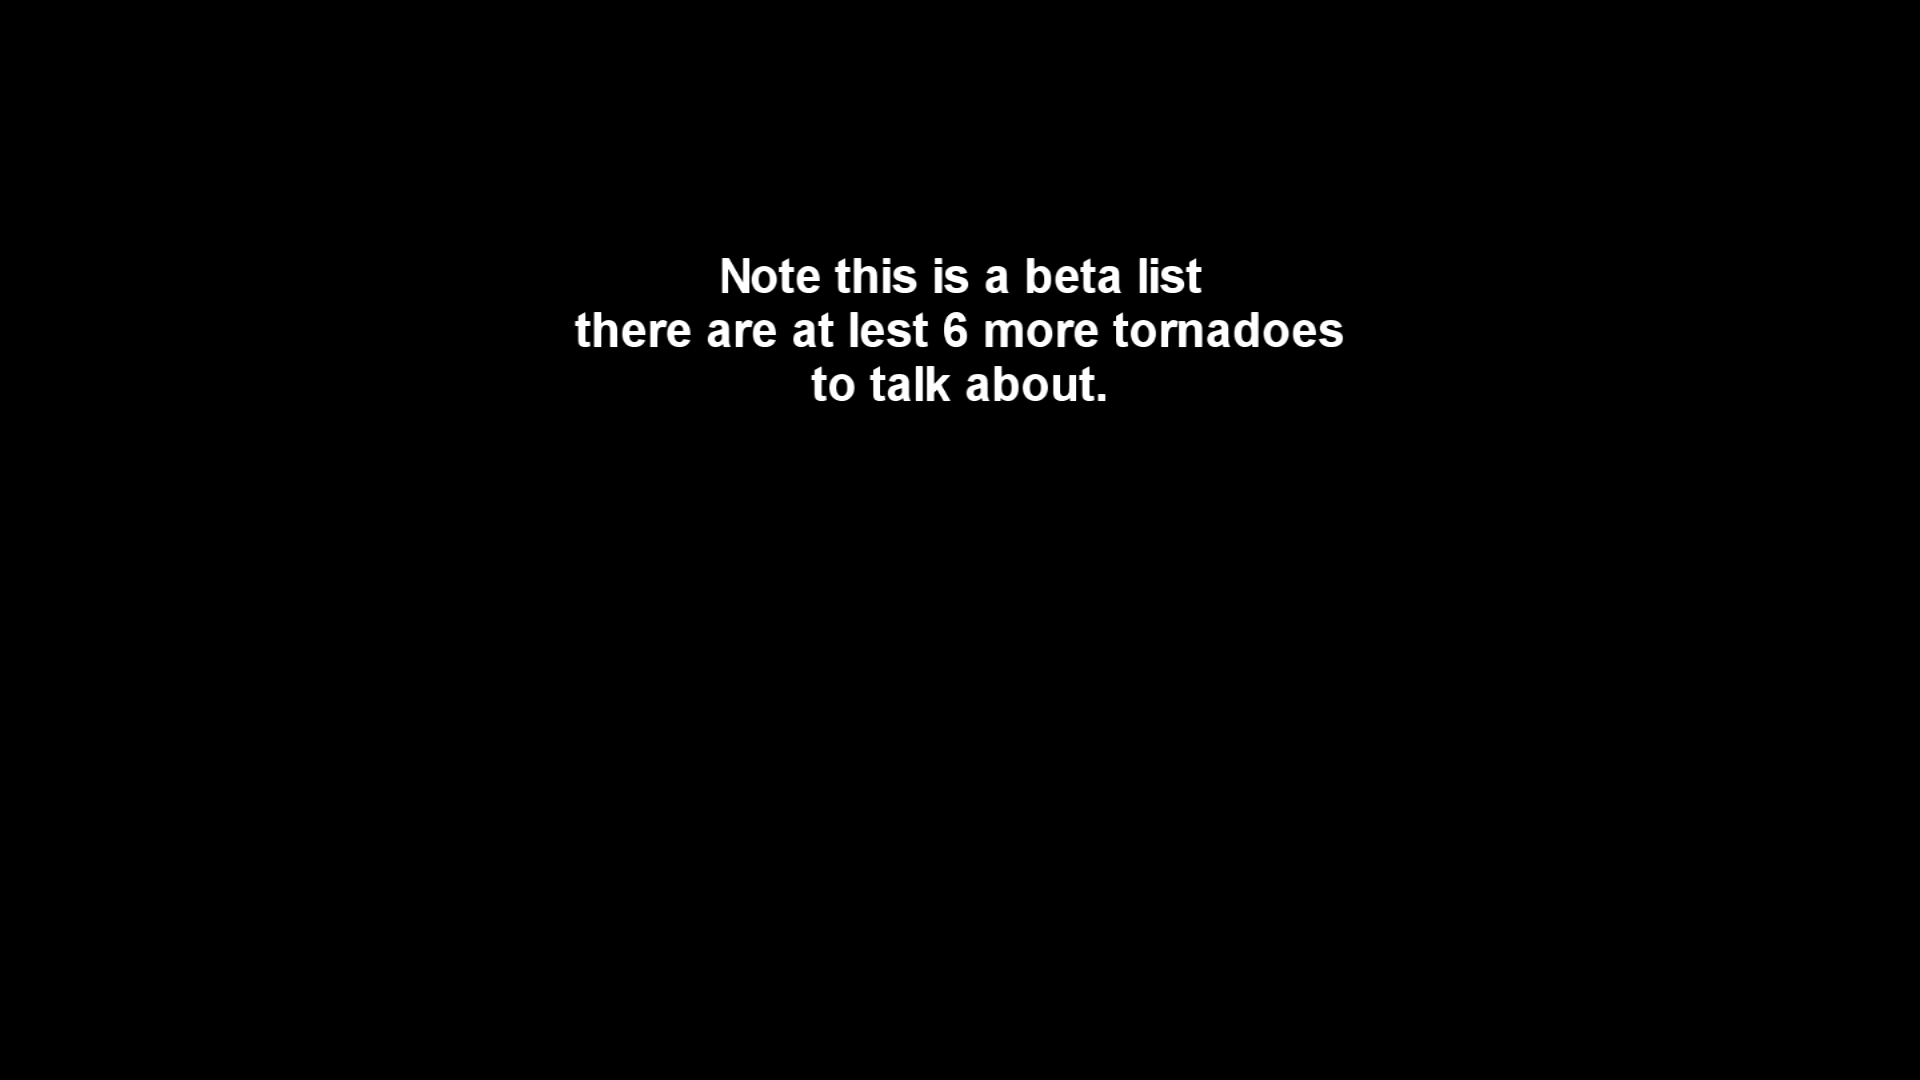 Note this is a beta list
there are at lest 6 more tornadoes
to talk about.